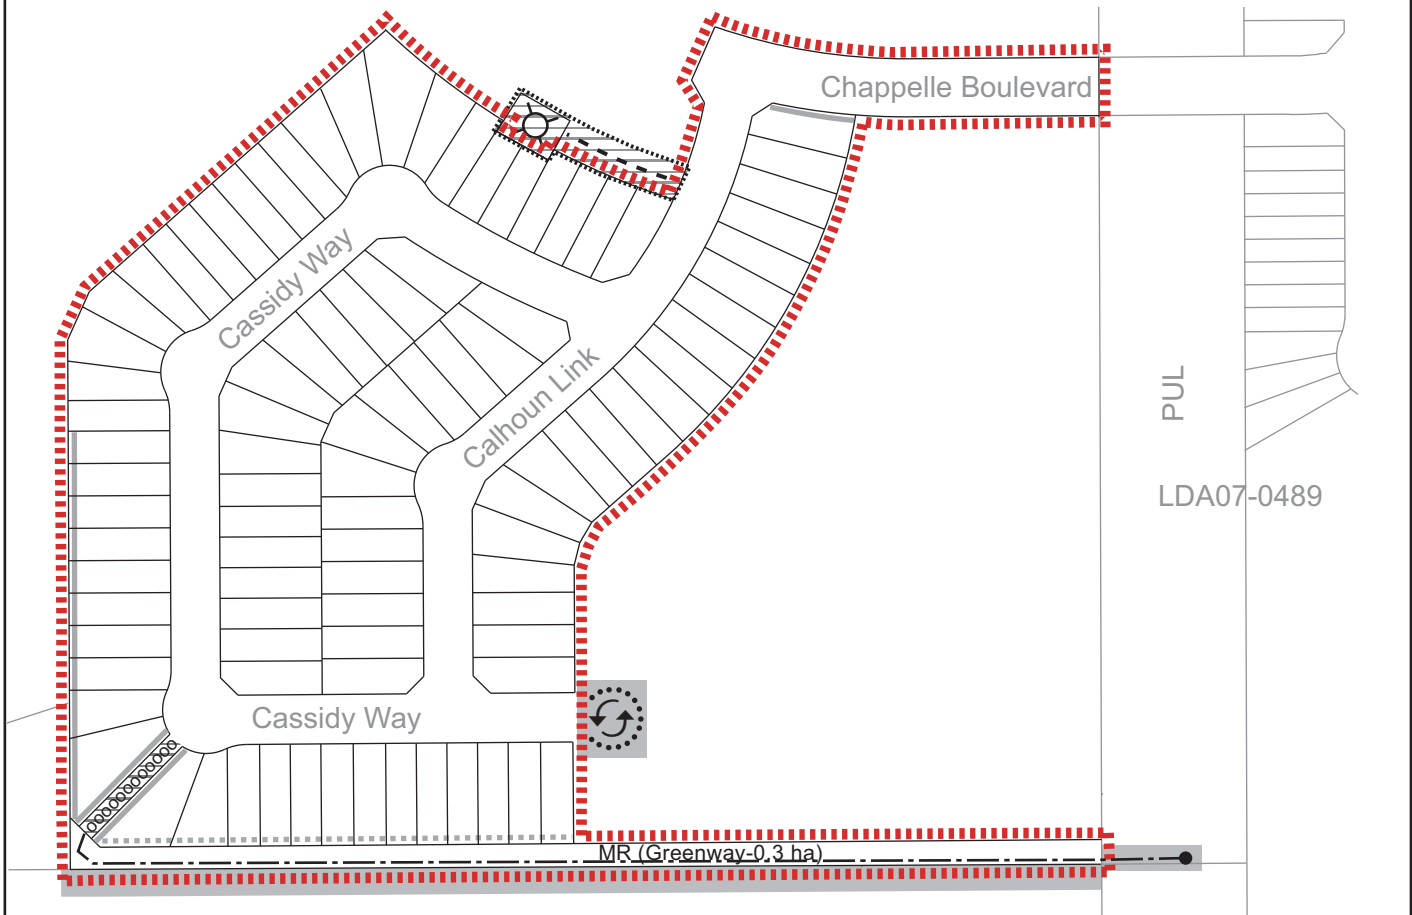 Chappelle Boulevard
Cassidy Way
Calhoun Link
PUL
LDA07-0489
Cassidy Way
MR (Greenway-0.3 ha)